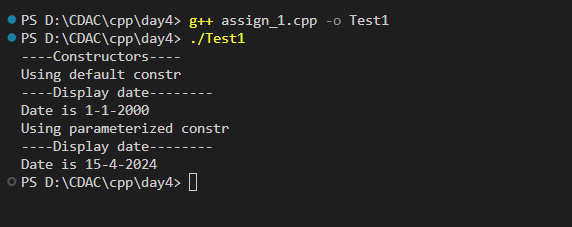 PS D:\CDAC\cpp\day4> g++ assign_1.cpp -o Test1
PS D:\CDAC\cpp\day4> ./Test1
----Constructors----
Using default constr
----Display date--------
Date is 1-1-2000
Using parameterized constr
----Display date--------
Date is 15-4-2024
PS D:\CDAC\cpp\day4>